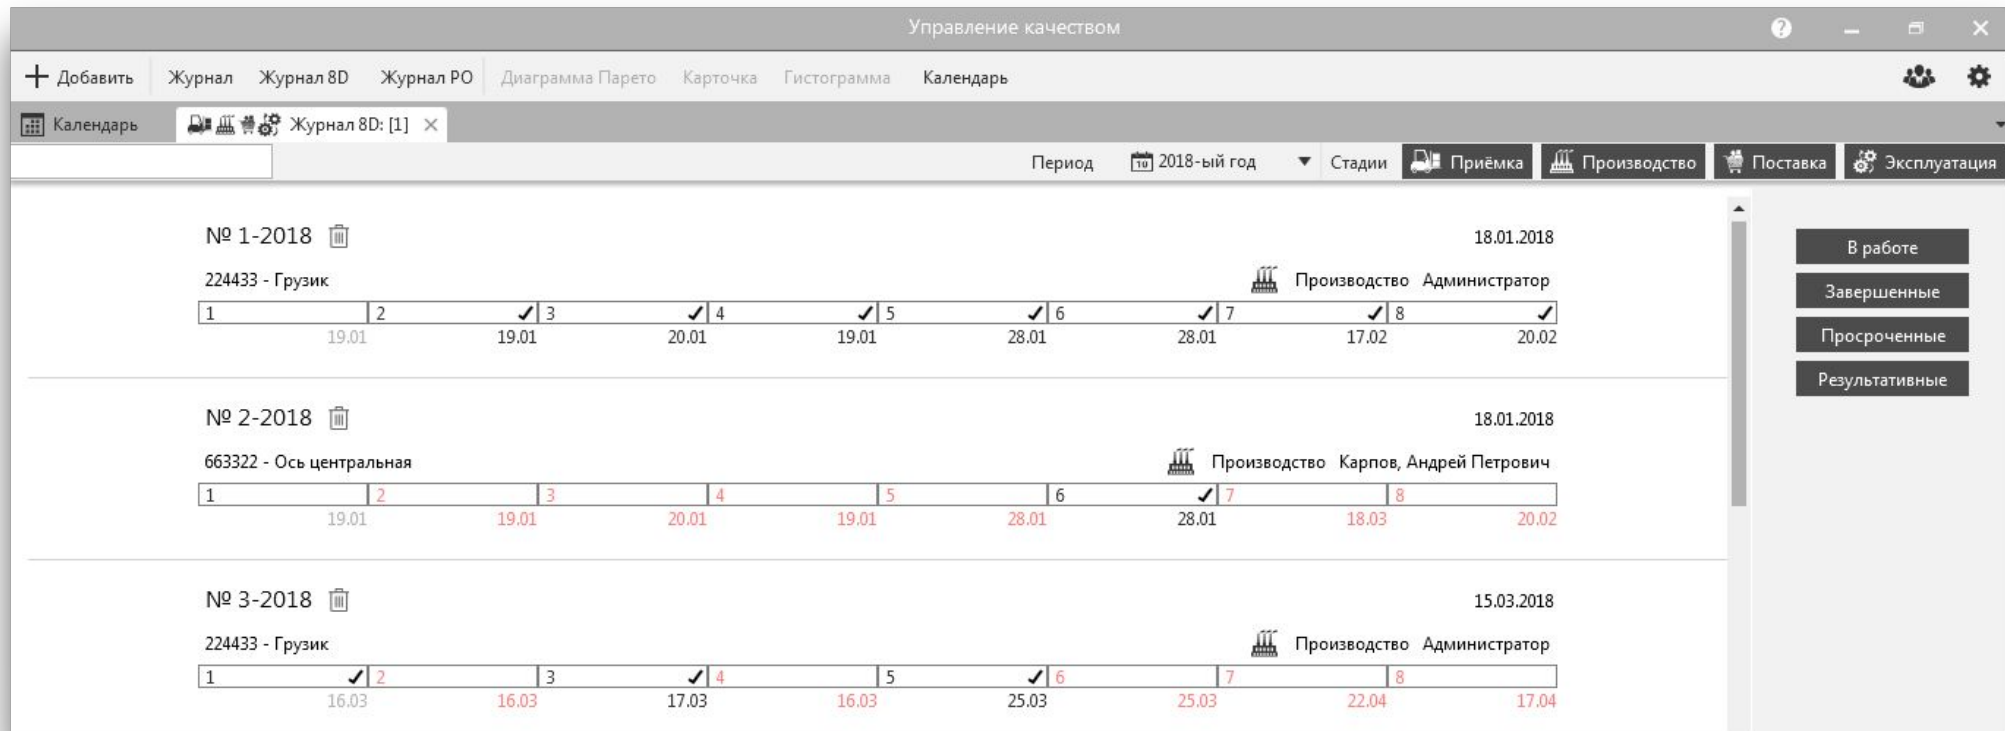 Управление качеством
Добавить Журнал Журнал 8D Журнал РО Диаграмма Парето Карточка Гистограмма Календарь
Календарь Журнал 8D: [1]
Период 10 2018-ый год Стадии Приёмка Производство Поставка Эксплуатация
№ 1-2018 18.01.2018
224433 - Грузик Производство Администратор
1 2 3 4 5 6 7 8
19.01 19.01 20.01 19.01 28.01 28.01 17.02 20.02
№ 2-2018 18.01.2018
663322 - Ось центральная Производство Карпов, Андрей Петрович
1 2 3 4 5 6 7 8
19.01 19.01 20.01 19.01 28.01 28.01 18.03 20.02
№ 3-2018 15.03.2018
224433 - Грузик Производство Администратор
1 2 3 4 5 6 7 8
16.03 16.03 17.03 16.03 25.03 25.03 22.04 17.04
В работе
Завершенные
Просроченные
Результативные